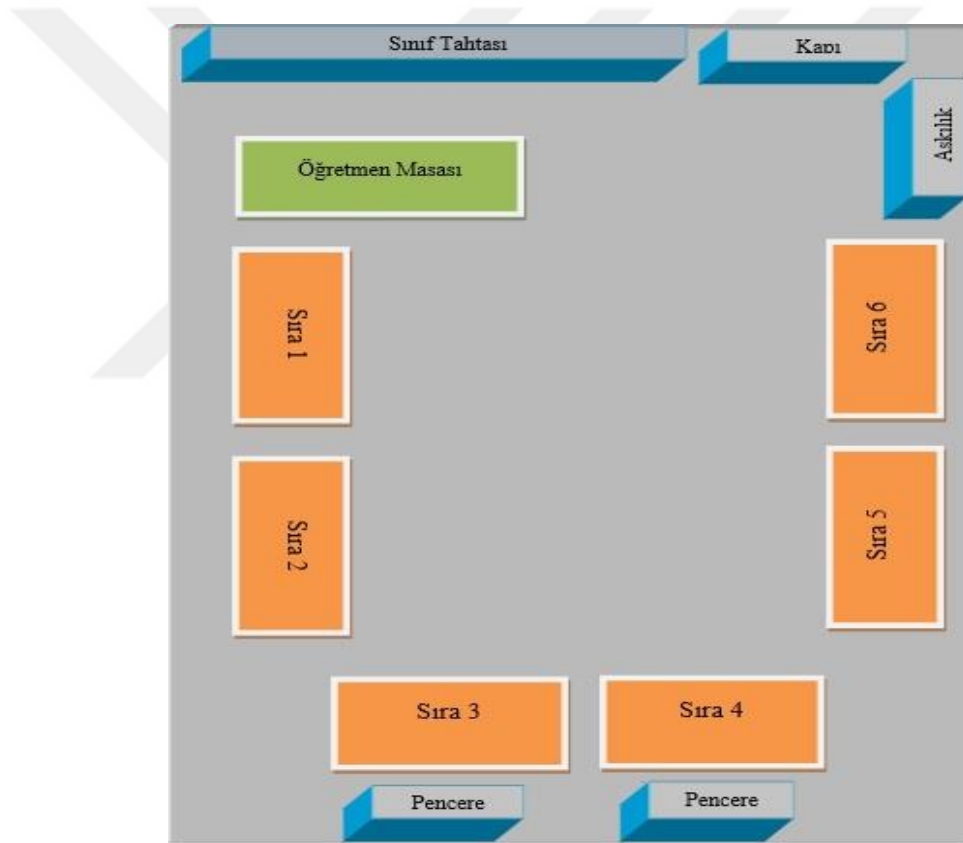 Sınıf Tahtası
Kapı
Askılık
Öğretmen Masası
Sıra 1
Sıra 6
Sıra 2
Sıra 5
Sıra 3
Sıra 4
Pencere
Pencere